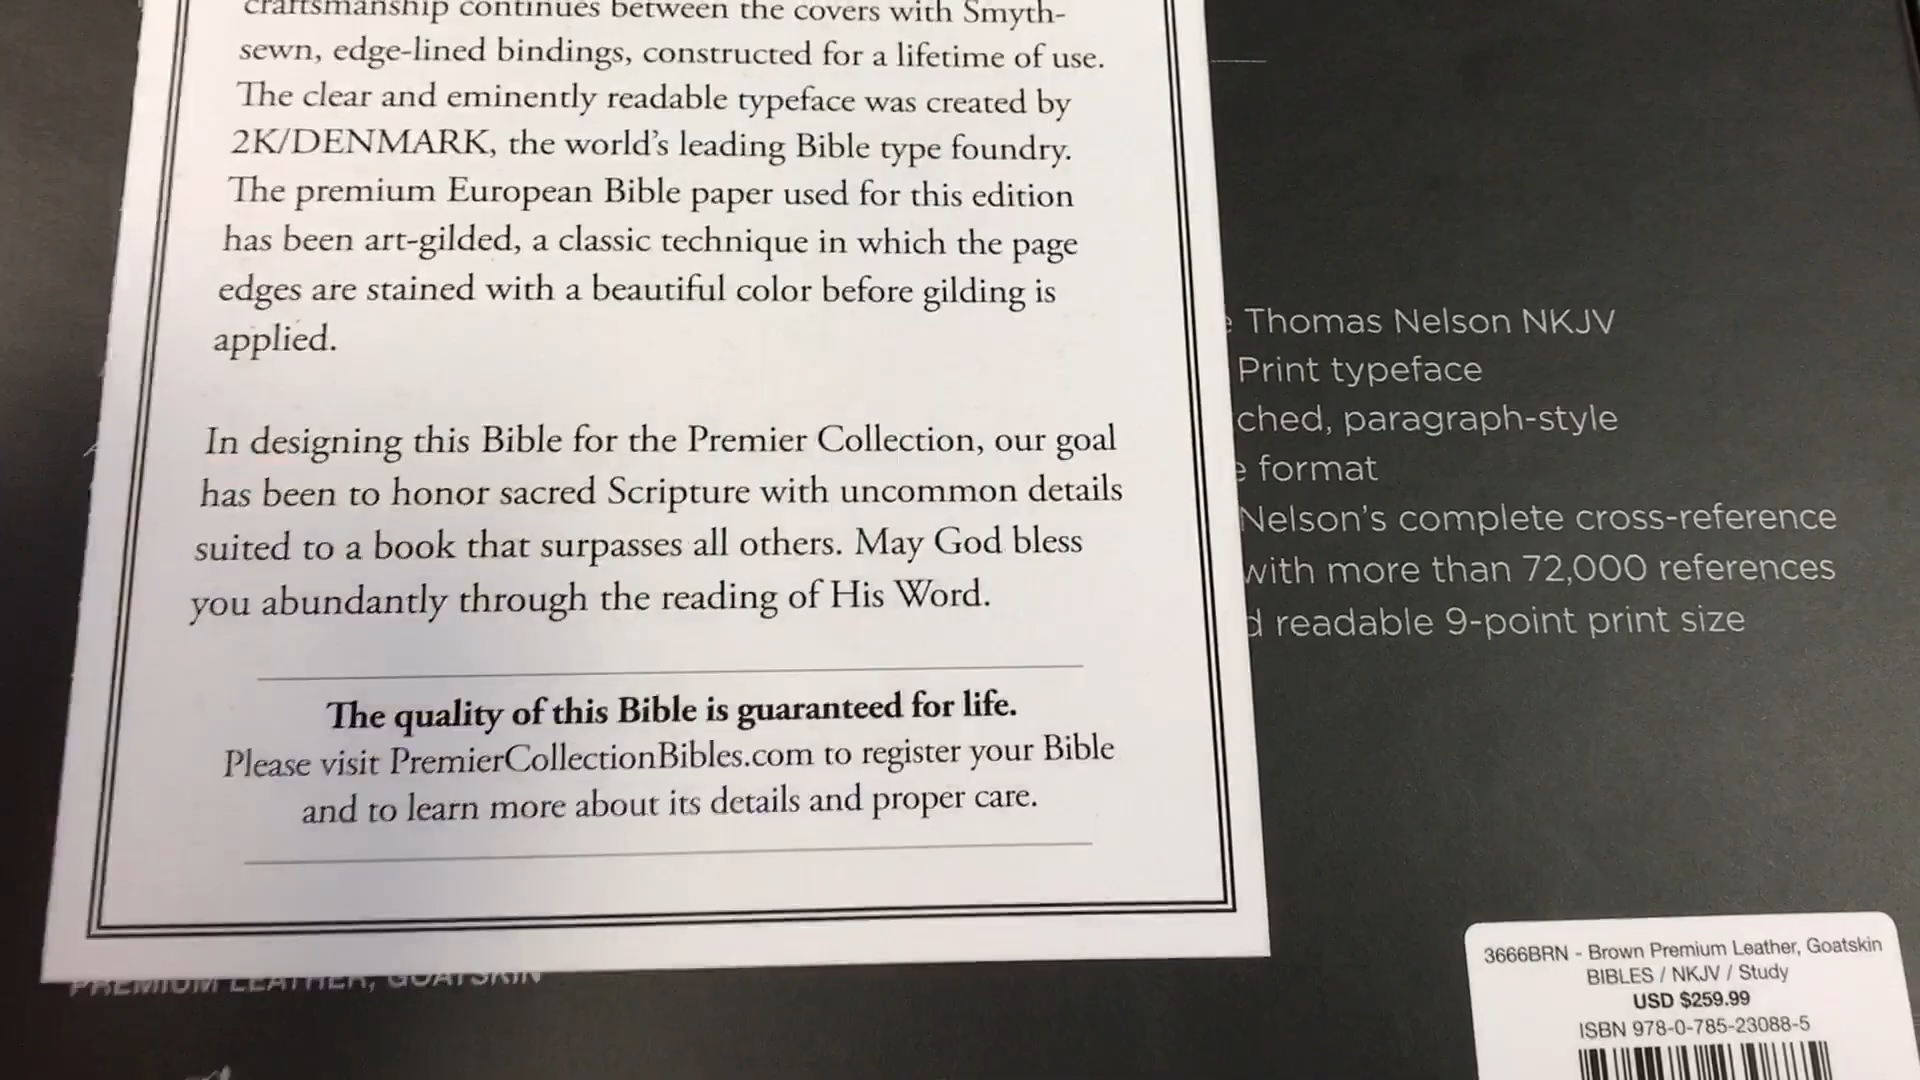 craftsmanship continues between the covers with Smyth-
sewn, edge-lined bindings, constructed for a lifetime of use.
The clear and eminently readable typeface was created by
2K/DENMARK, the world's leading Bible type foundry.
The premium European Bible paper used for this edition
has been art-gilded, a classic technique in which the page
edges are stained with a beautiful color before gilding is
applied.
In designing this Bible for the Premier Collection, our goal
has been to honor sacred Scripture with uncommon details
suited to a book that surpasses all others. May God bless
you abundantly through the reading of His Word.
The quality of this Bible is guaranteed for life.
Please visit PremierCollectionBibles.com to register your Bible
and to learn more about its details and proper care.
Thomas Nelson NKJV
Print typeface
ched, paragraph-style
format
Nelson's complete cross-reference
with more than 72,000 references
readable 9-point print size
PREMIUM LEATHER, GOATSKIN
3666BRN - Brown Premium Leather, Goatskin
BIBLES / NKJV / Study
USD $259.99
ISBN 978-0-785-23088-5